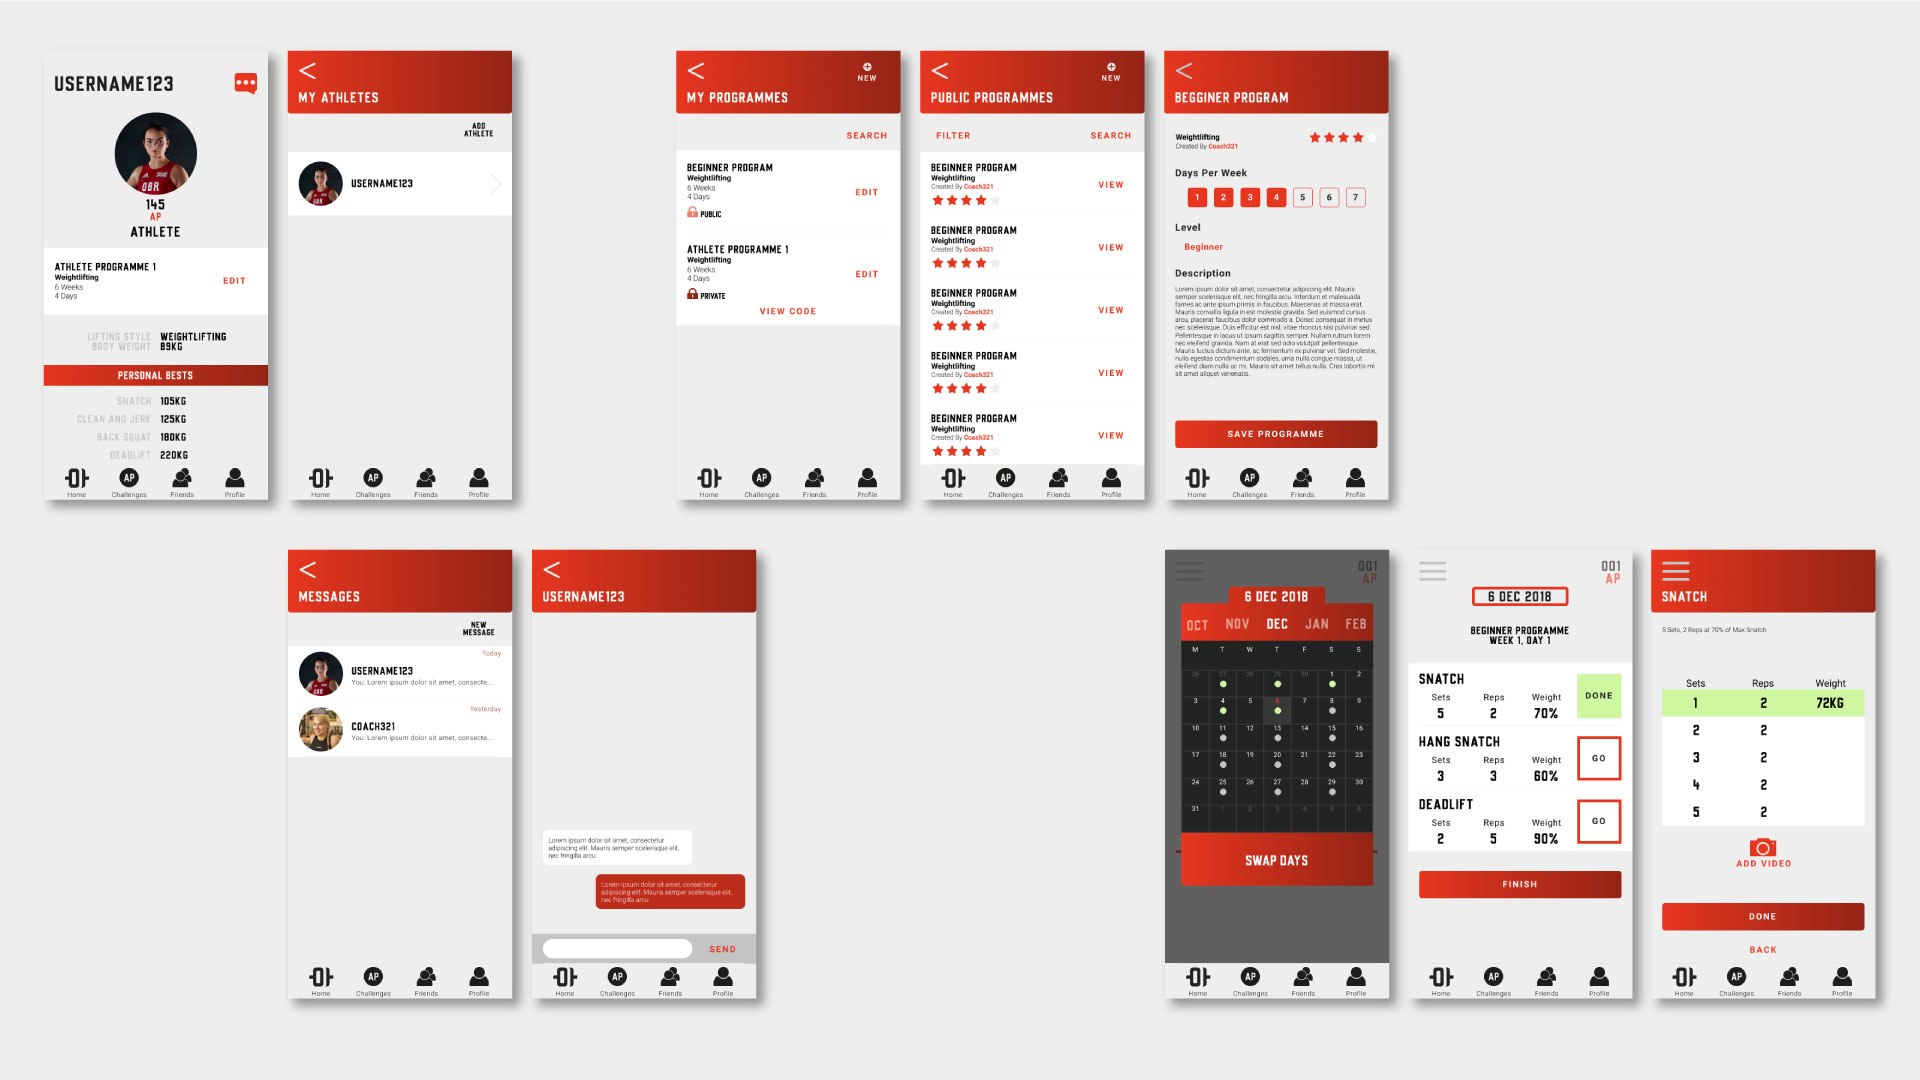 USERNAME123
GBR
145
AP
ATHLETE
ATHLETE PROGRAMME 1
Weightlifting
6 Weeks
4 Days
EDIT
LIFTING STYLE WEIGHTLIFTING
BODY WEIGHT 89KG
PERSONAL BESTS
SNATCH 105KG
CLEAN AND JERK 125KG
BACK SQUAT 180KG
DEADLIFT 220KG
AP
Home Challenges Friends Profile
MY ATHLETES
ADD
ATHLETE
USERNAME123
AP
Home Challenges Friends Profile
NEW
MY PROGRAMMES
SEARCH
BEGINNER PROGRAM
Weightlifting
6 Weeks
4 Days
EDIT
PUBLIC
ATHLETE PROGRAMME 1
Weightlifting
6 Weeks
4 Days
EDIT
PRIVATE
VIEW CODE
AP
Home Challenges Friends Profile
NEW
PUBLIC PROGRAMMES
FILTER SEARCH
BEGINNER PROGRAM
Weightlifting
Created By Coach321
VIEW
BEGINNER PROGRAM
Weightlifting
Created By Coach321
VIEW
BEGINNER PROGRAM
Weightlifting
Created By Coach321
VIEW
BEGINNER PROGRAM
Weightlifting
Created By Coach321
VIEW
BEGINNER PROGRAM
Weightlifting
Created By Coach321
VIEW
AP
Home Challenges Friends Profile
BEGGINER PROGRAM
Weightlifting
Created By Coach321
Days Per Week
1 2 3 4 5 6 7
Level
Beginner
Description
Lorem ipsum dolor sit amet, consectetur adipiscing elit. Mauris
semper scelerisque elit, nec fringilla arcu. Interdum et malesuada
fames ac ante ipsum primis in faucibus. Maecenas at massa erat.
Mauris convallis ligula in est molestie gravida. Sed euismod cursus
arcu, placerat faucibus dolor commodo a. Donec consequat in metus
nec scelerisque. Duis efficitur est nisl, vitae rhoncus nisi pulvinar sed.
Pellentesque in lacus ut ipsum sagittis semper. Nullam rutrum lorem
nec eleifend gravida. Nam at erat sed odio volutpat pellentesque.
Mauris luctus dictum ante, ac fermentum ex pulvinar vel. Sed molestie,
nulla egestas condimentum sodales, urna nulla congue massa, ut
eleifend diam nulla ac mi. Mauris sit amet tellus nulla. Cras lobortis mi
sit amet aliquet venenatis.
SAVE PROGRAMME
AP
Home Challenges Friends Profile
MESSAGES
NEW
MESSAGE
Today
USERNAME123
You: Lorem ipsum dolor sit amet, consecte...
Yesterday
COACH321
You: Lorem ipsum dolor sit amet, consecte...
AP
Home Challenges Friends Profile
USERNAME123
Lorem ipsum dolor sit amet, consectetur
adipiscing elit. Mauris semper scelerisque elit,
nec fringilla arcu.
Lorem ipsum dolor sit amet, consectetur
adipiscing elit. Mauris semper scelerisque elit,
nec fringilla arcu.
SEND
AP
Home Challenges Friends Profile
001
AP
6 DEC 2018
OCT NOV DEC JAN FEB
M T W T F S S
26 27 28 29 30 1 2
3 4 5 6 7 8 9
10 11 12 13 14 15 16
17 18 19 20 21 22 23
24 25 26 27 28 29 30
31 1 2 3 4 5 6
SWAP DAYS
AP
Home Challenges Friends Profile
001
AP
6 DEC 2018
BEGINNER PROGRAMME
WEEK 1, DAY 1
SNATCH
Sets Reps Weight
5 2 70%
DONE
HANG SNATCH
Sets Reps Weight
3 3 60%
GO
DEADLIFT
Sets Reps Weight
2 5 90%
GO
FINISH
AP
Home Challenges Friends Profile
SNATCH
5 Sets, 2 Reps at 70% of Max Snatch
Sets Reps Weight
1 2 72KG
2 2
3 2
4 2
5 2
ADD VIDEO
DONE
BACK
AP
Home Challenges Friends Profile